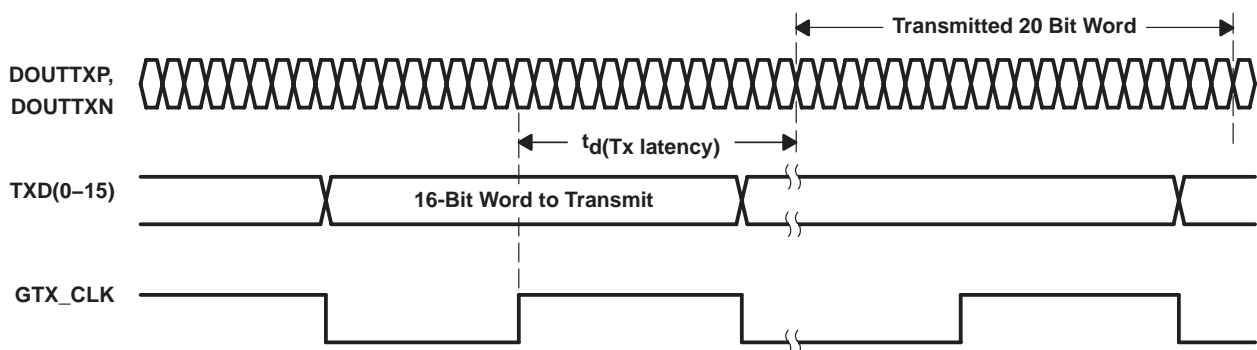 Transmitted 20 Bit Word
DOUTTXP,
DOUTTXN
td(Tx latency)
TXD(0–15)
16-Bit Word to Transmit
GTX_CLK